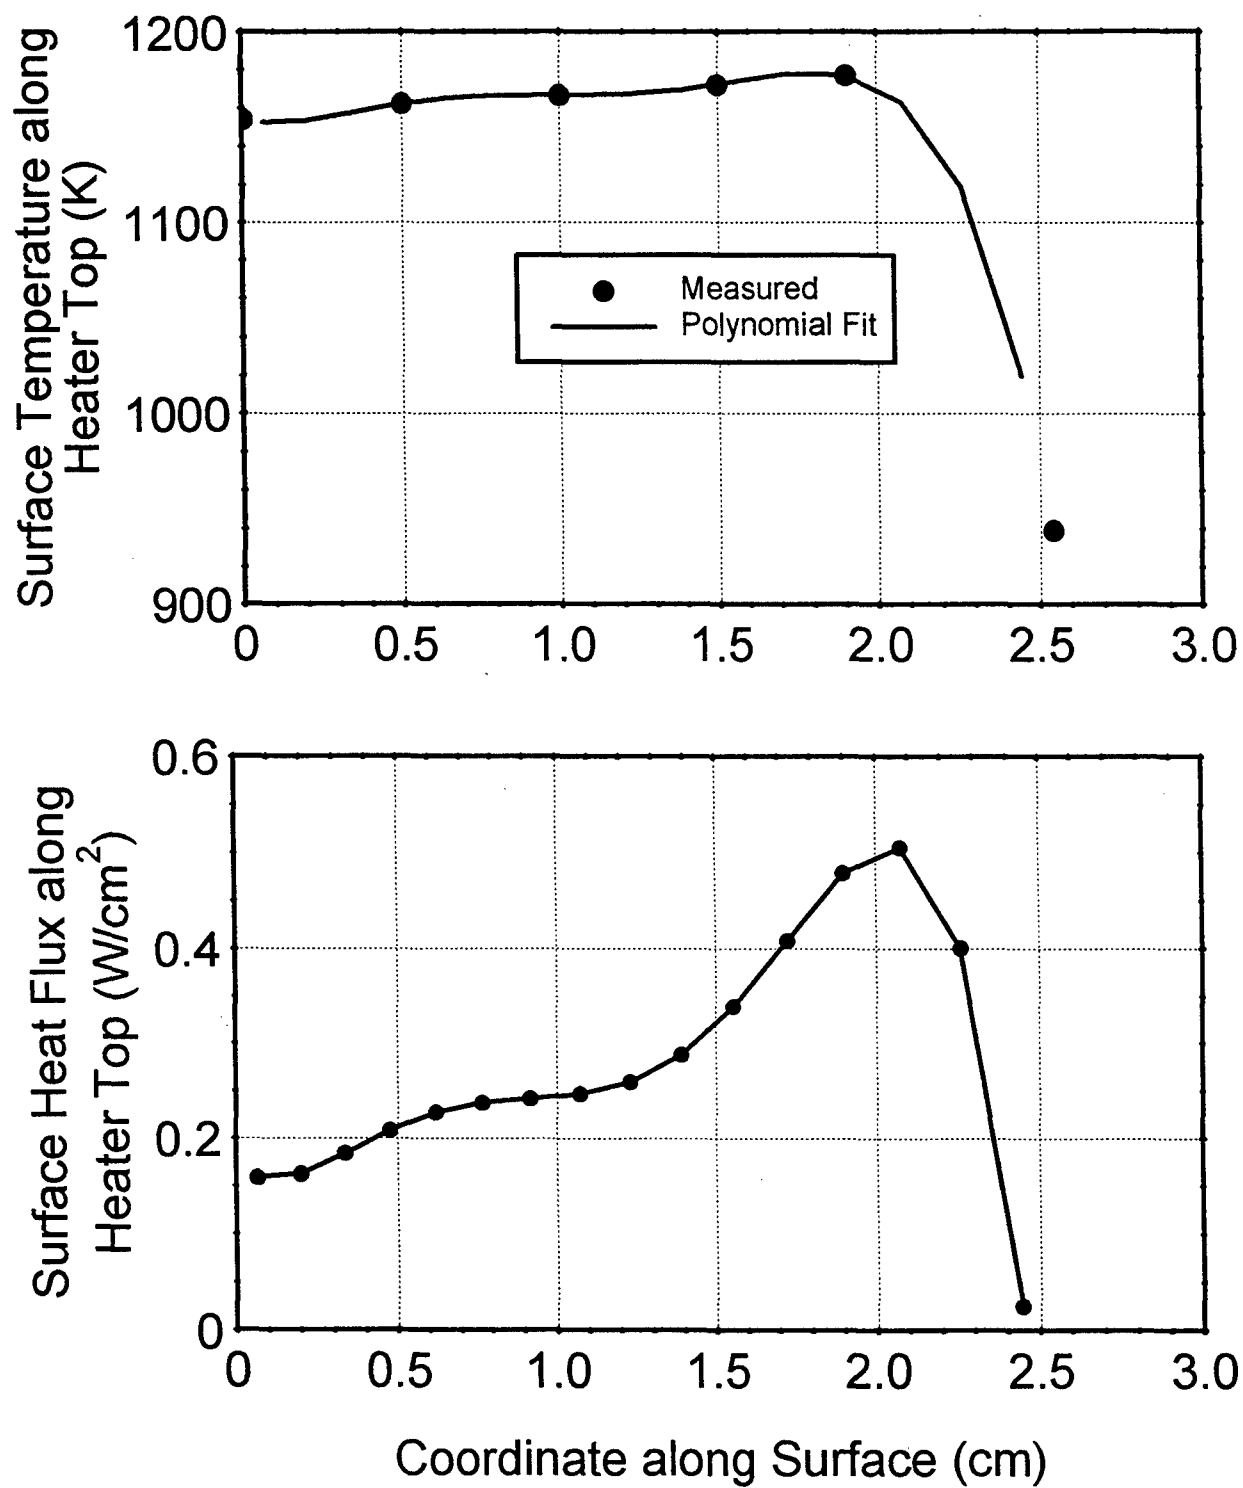 Surface Temperature along
Heater Top (K)
1200
1100
1000
900
Measured
Polynomial Fit
0 0.5 1.0 1.5 2.0 2.5 3.0
Surface Heat Flux along
Heater Top (W/cm²)
0.6
0.4
0.2
0
0 0.5 1.0 1.5 2.0 2.5 3.0
Coordinate along Surface (cm)